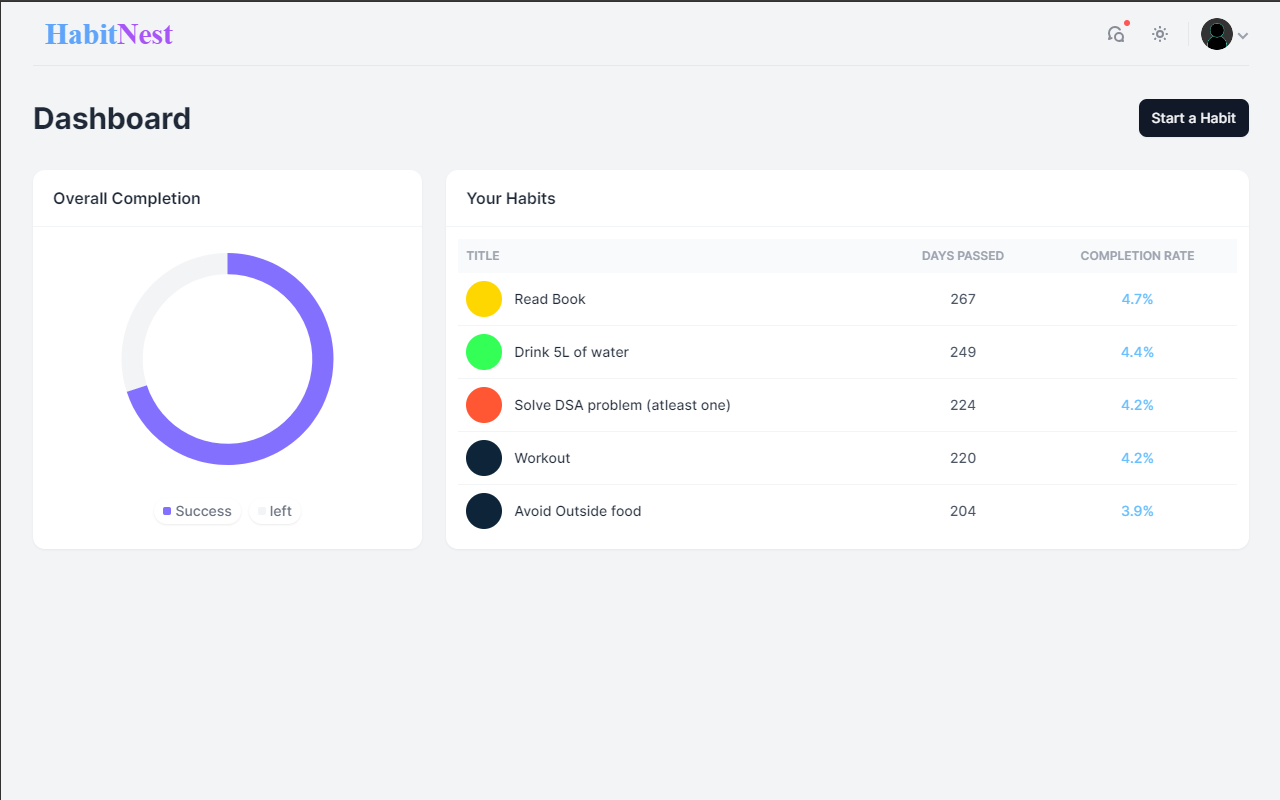 HabitNest
Dashboard
Start a Habit
Overall Completion
Success
left
Your Habits
TITLE DAYS PASSED COMPLETION RATE
Read Book 267 4.7%
Drink 5L of water 249 4.4%
Solve DSA problem (atleast one) 224 4.2%
Workout 220 4.2%
Avoid Outside food 204 3.9%